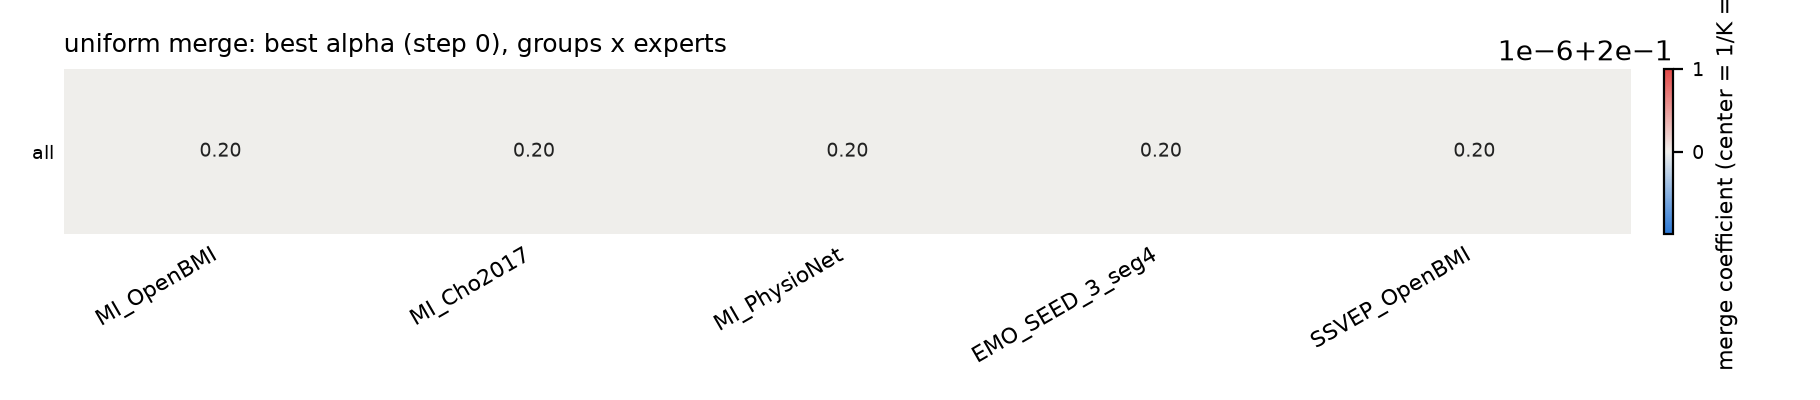 uniform merge: best alpha (step 0), groups x experts
1e−6+2e−1
all
0.20 0.20 0.20 0.20 0.20
1
0
merge coefficient (center = 1/K =
MI_OpenBMI
MI_Cho2017
MI_PhysioNet
EMO_SEED_3_seg4
SSVEP_OpenBMI